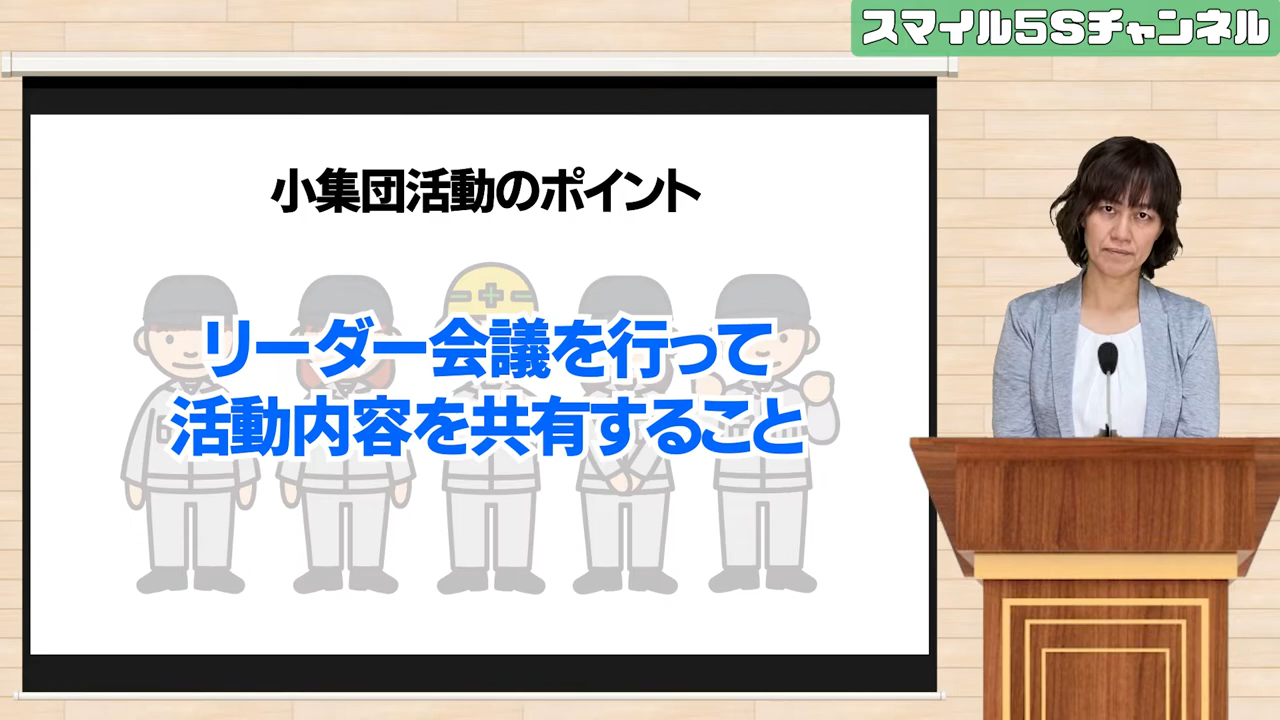 スマイル5Sチャンネル
小集団活動のポイント
リーダー会議を行って
活動内容を共有すること